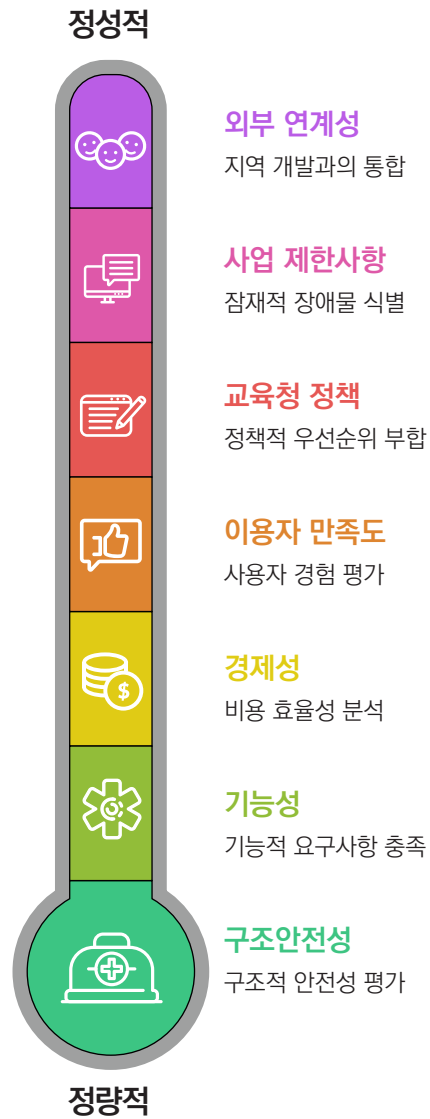 정성적
외부 연계성
지역 개발과의 통합
사업 제한사항
잠재적 장애물 식별
교육청 정책
정책적 우선순위 부합
이용자 만족도
사용자 경험 평가
경제성
비용 효율성 분석
$
기능성
기능적 요구사항 충족
구조안전성
구조적 안전성 평가
정량적